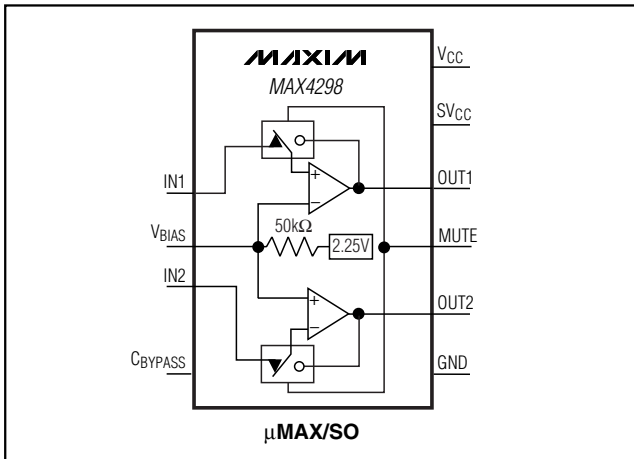 MAXIM
MAX4298
VCC
SVCC
IN1
+
−
OUT1
50kΩ
VBIAS
2.25V
MUTE
IN2
+
−
OUT2
CBYPASS
GND
μMAX/SO